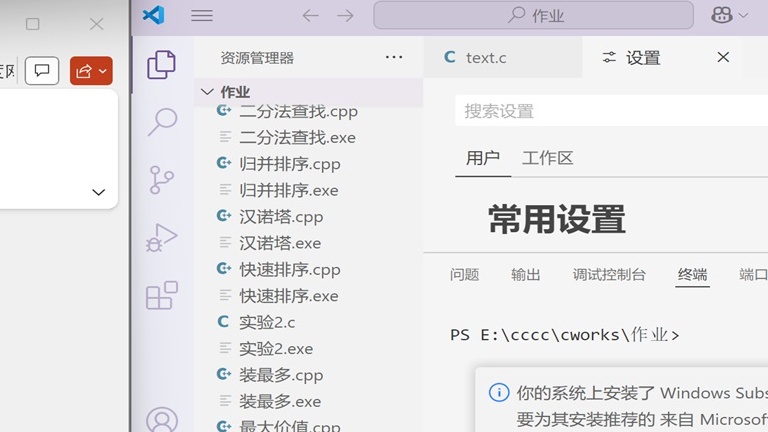 作业
资源管理器
text.c
设置
作业
二分法查找.cpp
二分法查找.exe
归并排序.cpp
归并排序.exe
汉诺塔.cpp
汉诺塔.exe
快速排序.cpp
快速排序.exe
实验2.c
实验2.exe
装最多.cpp
装最多.exe
最大价值.cpp
搜索设置
用户 工作区
常用设置
问题 输出 调试控制台 终端 端口
PS E:\cccc\cworks\作业>
你的系统上安装了 Windows Subs
要为其安装推荐的 来自 Microsof